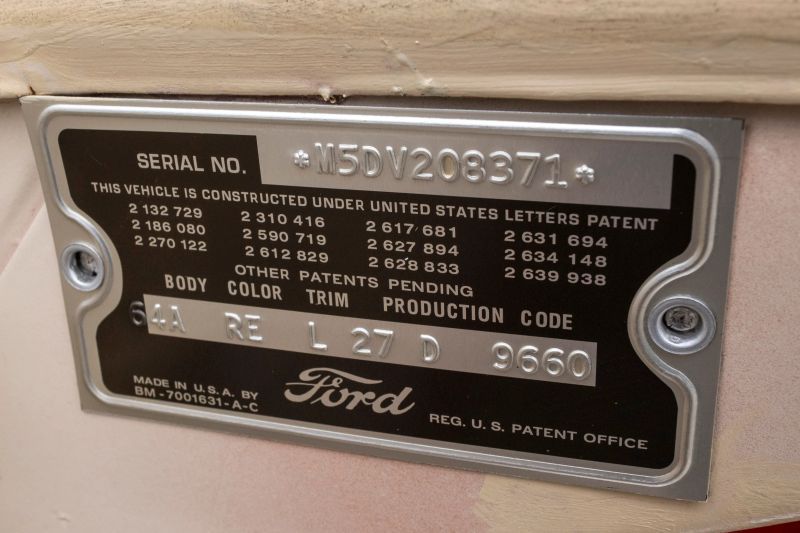 SERIAL NO. *M5DV208371*
THIS VEHICLE IS CONSTRUCTED UNDER UNITED STATES LETTERS PATENT
2 132 729 2 310 416 2 617 681 2 631 694
2 186 080 2 590 719 2 627 894 2 634 148
2 270 122 2 612 829 2 628 833 2 639 938
OTHER PATENTS PENDING
BODY COLOR TRIM PRODUCTION CODE
64A RE L 27 D 9660
MADE IN U.S.A. BY
BM-7001631-A-C
Ford
REG. U. S. PATENT OFFICE